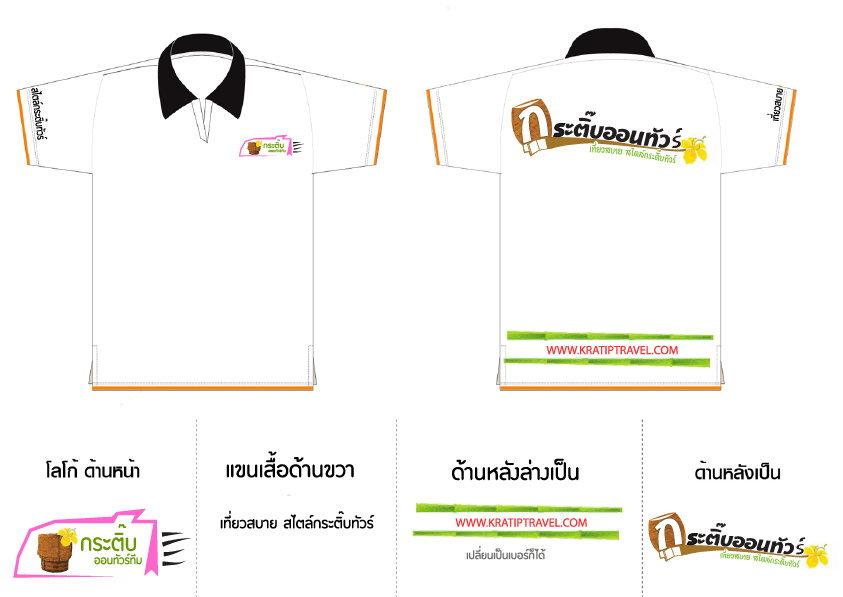 สไตล์กระติ๊บทัวร์
กระติ๊บ
ออนทัวร์ทีม
กระติ๊บออนทัวร์
เที่ยวสบาย สไตล์กระติ๊บทัวร์
เที่ยวสบาย
WWW.KRATIPTRAVEL.COM
โลโก้ ด้านหน้า
กระติ๊บ
ออนทัวร์ทีม
แขนเสื้อด้านขวา
เที่ยวสบาย สไตล์กระติ๊บทัวร์
ด้านหลังล่างเป็น
WWW.KRATIPTRAVEL.COM
เปลี่ยนเป็นเบอร์ก็ได้
ด้านหลังเป็น
กระติ๊บออนทัวร์
เที่ยวสบาย สไตล์กระติ๊บทัวร์